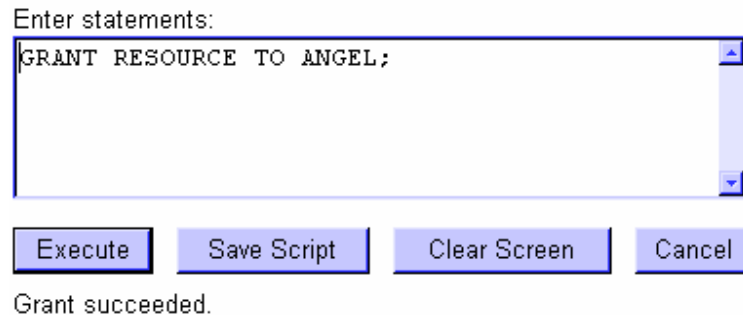 Enter statements:
GRANT RESOURCE TO ANGEL;
Execute Save Script Clear Screen Cancel
Grant succeeded.